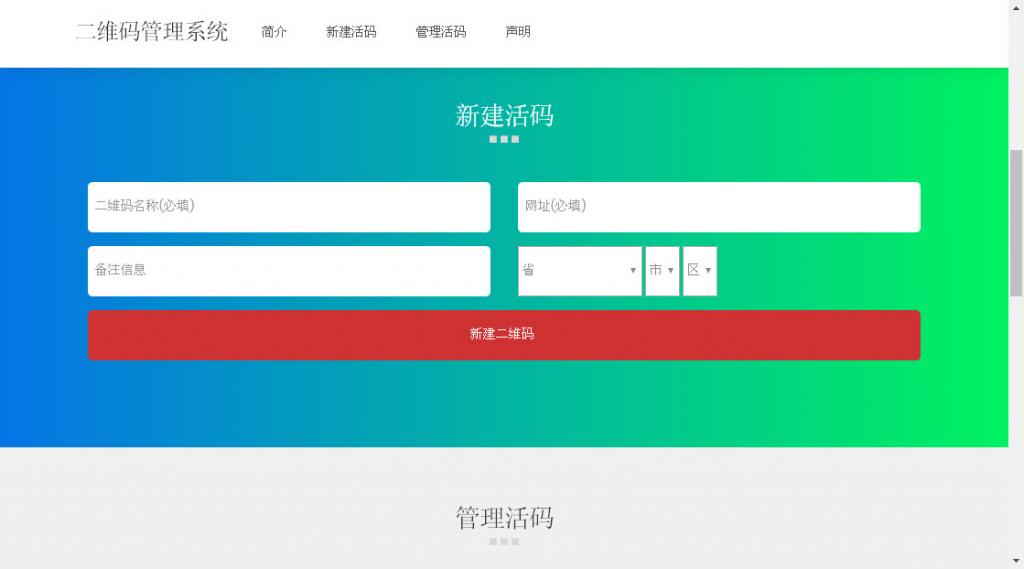 二维码管理系统 简介 新建活码 管理活码 声明
新建活码
二维码名称(必填) 网址(必填)
备注信息 省 市 区
新建二维码
管理活码